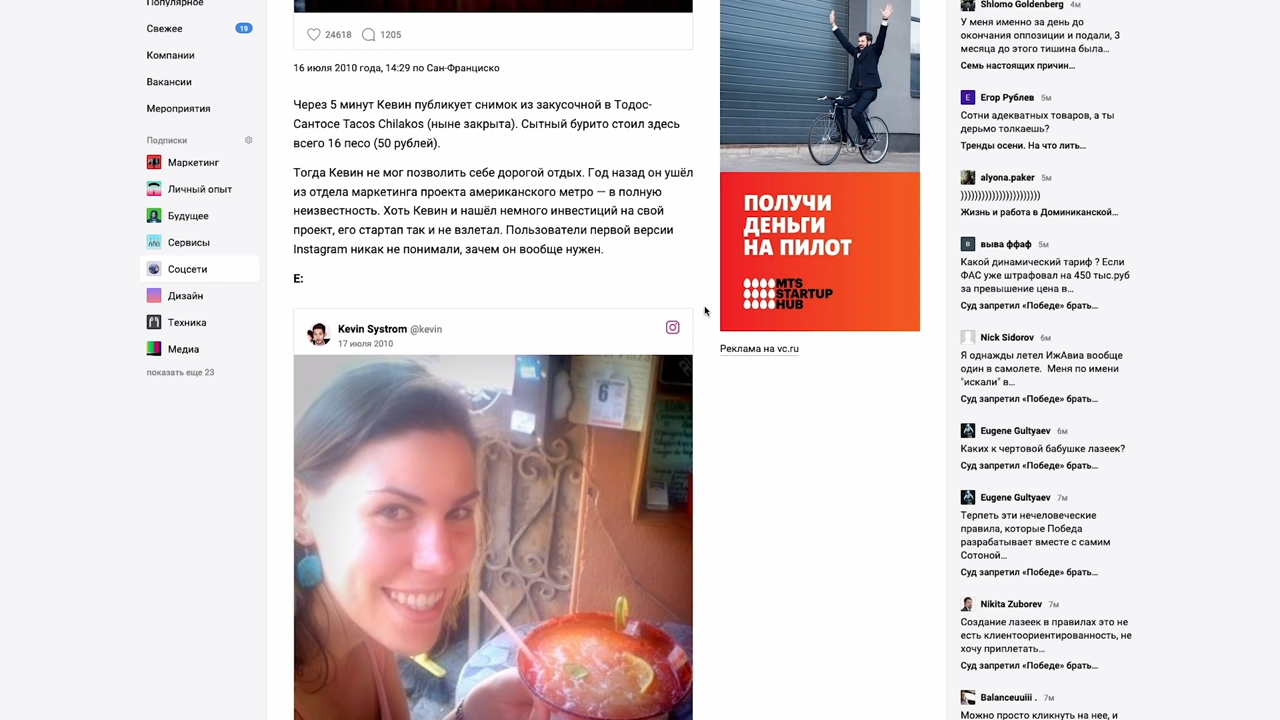 Популярное
Свежее
19
Компании
Вакансии
Мероприятия
Подписки
Маркетинг
Личный опыт
Будущее
Сервисы
Соцсети
Дизайн
Техника
Медиа
показать еще 23
24618
1205
16 июля 2010 года, 14:29 по Сан-Франциско
Через 5 минут Кевин публикует снимок из закусочной в Тодос-
Сантосе Tacos Chilakos (ныне закрыта). Сытный бурито стоил здесь
всего 16 песо (50 рублей).
Тогда Кевин не мог позволить себе дорогой отдых. Год назад он ушёл
из отдела маркетинга проекта американского метро — в полную
неизвестность. Хоть Кевин и нашёл немного инвестиций на свой
проект, его стартап так и не взлетал. Пользователи первой версии
Instagram никак не понимали, зачем он вообще нужен.
E:
Kevin Systrom @kevin
17 июля 2010
6
ПОЛУЧИ
ДЕНЬГИ
НА ПИЛОТ
MTS
STARTUP
HUB
Реклама на vc.ru
Shlomo Goldenberg 4м
У меня именно за день до
окончания оппозиции и подали, 3
месяца до этого тишина была...
Семь настоящих причин...
Е
Егор Рублев 5м
Сотни адекватных товаров, а ты
дерьмо толкаешь?
Тренды осени. На что лить...
alyona.paker 5м
))))))))))))))))))))))
Жизнь и работа в Доминиканской...
В
выва ффаф 5м
Какой динамический тариф ? Если
ФАС уже штрафовал на 450 тыс.руб
за превышение цена в...
Суд запретил «Победе» брать...
Nick Sidorov 6м
Я однажды летел ИжАвиа вообще
один в самолете. Меня по имени
"искали" в...
Суд запретил «Победе» брать...
Eugene Gultyaev 6м
Каких к чертовой бабушке лазеек?
Суд запретил «Победе» брать...
Eugene Gultyaev 7м
Терпеть эти нечеловеческие
правила, которые Победа
разрабатывает вместе с самим
Сотоной...
Суд запретил «Победе» брать...
Nikita Zuborev 7м
Создание лазеек в правилах это не
есть клиентоориентированность, не
хочу приплетать...
Суд запретил «Победе» брать...
Balanceuuiii . 7м
Можно просто кликнуть на нее, и